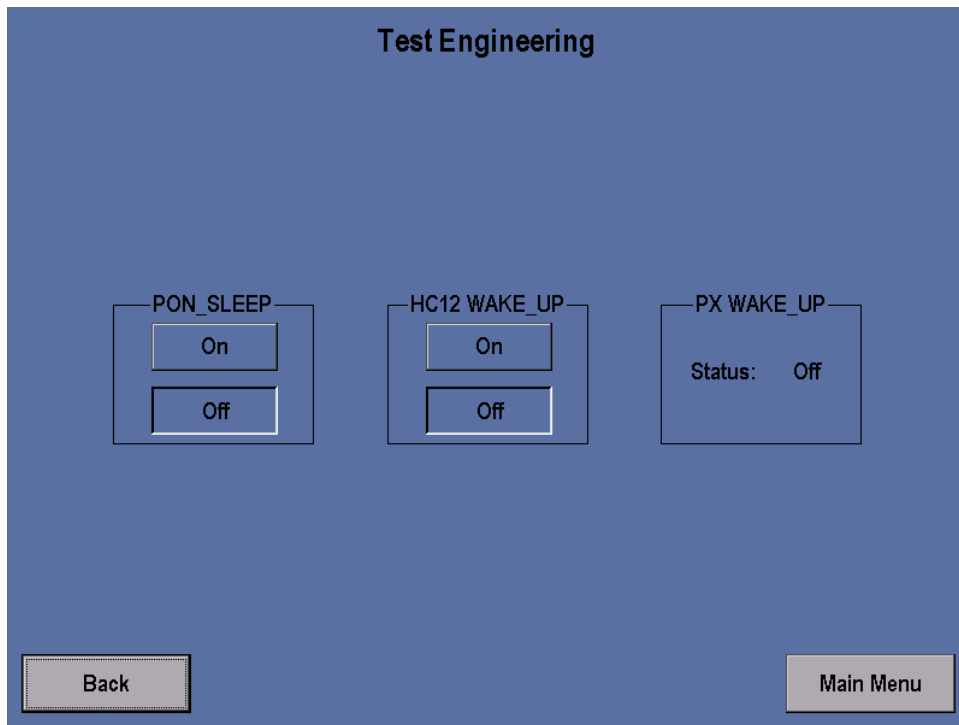 Test Engineering
PON_SLEEP
On
Off
HC12 WAKE_UP
On
Off
PX WAKE_UP
Status: Off
Back
Main Menu